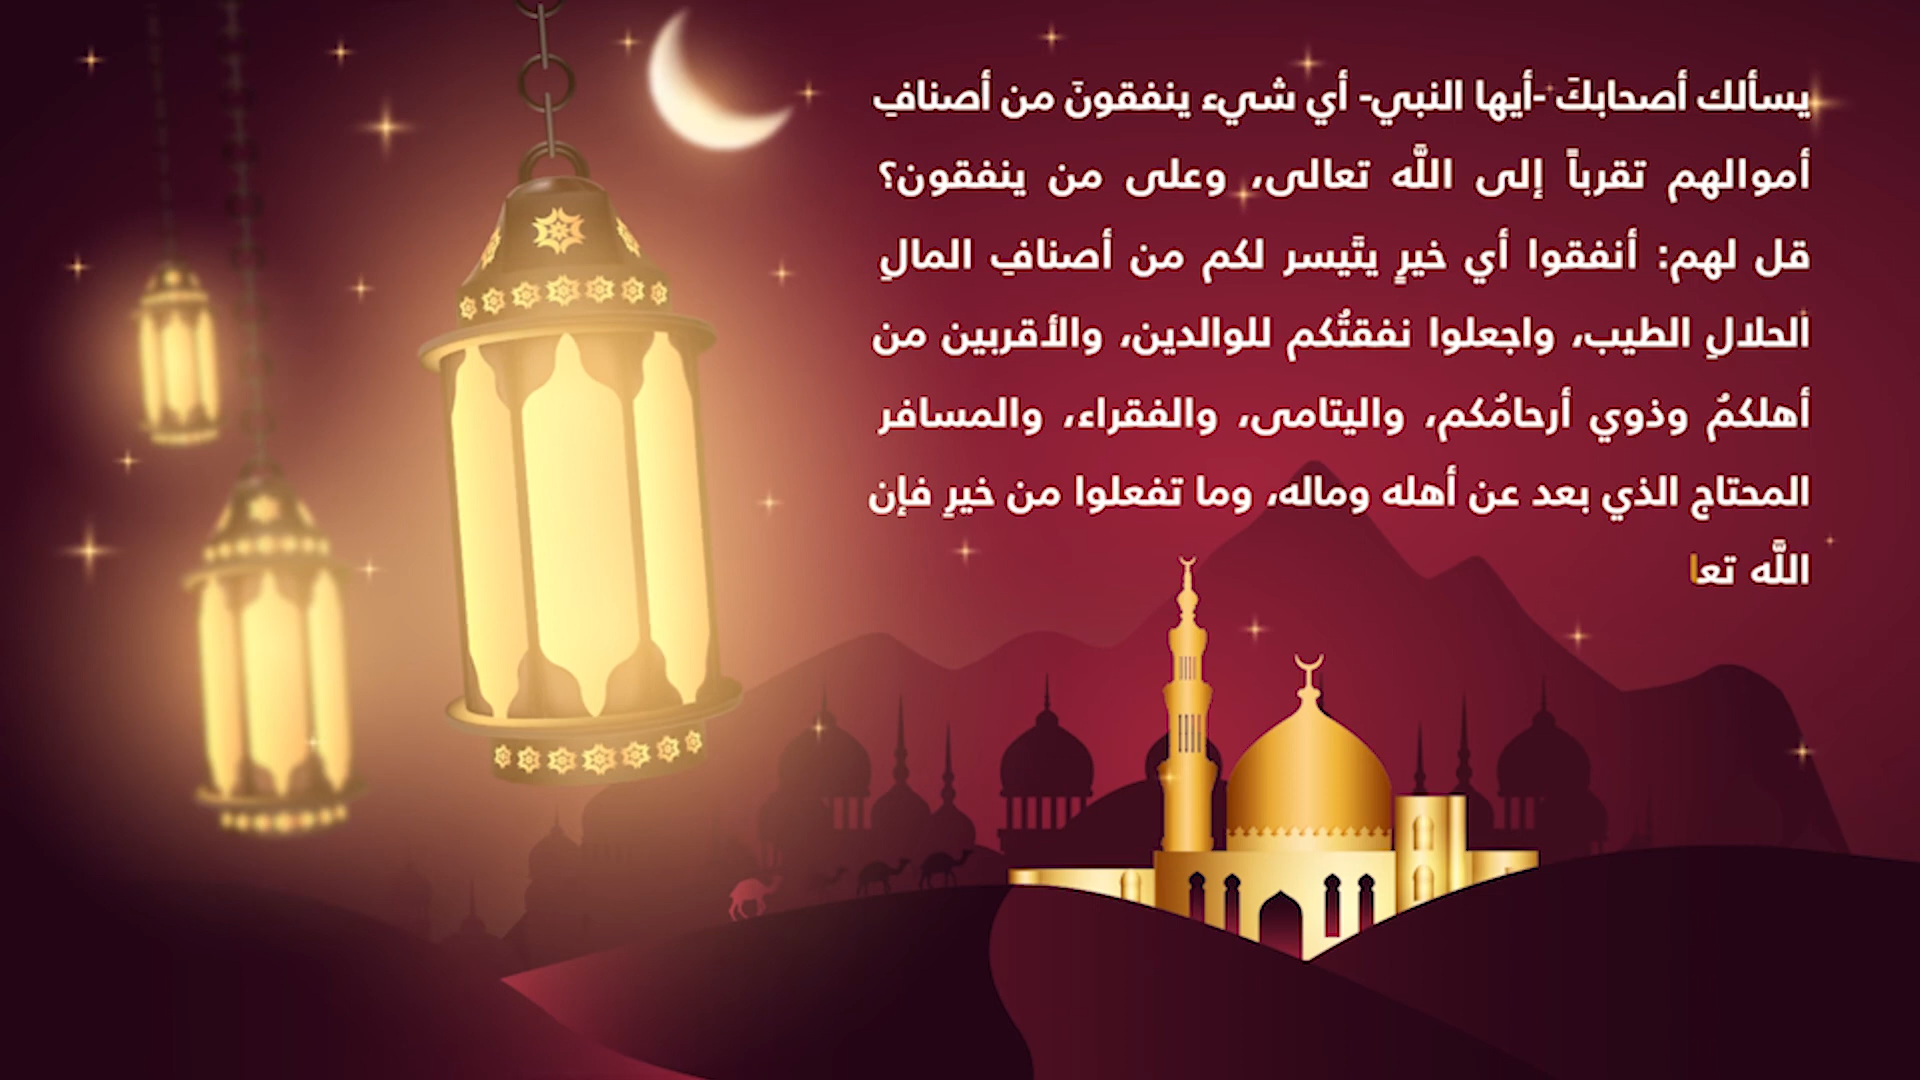 يسألك أصحابكَ -أيها النبي- أي شيء ينفقونَ من أصنافِ
أموالهم تقرباً إلى اللَّه تعالى، وعلى من ينفقون؟
قل لهم: أنفقوا أي خيرٍ يتَيسر لكم من أصنافِ المالِ
الحلالِ الطيب، واجعلوا نفقتُكم للوالدين، والأقربين من
أهلكمُ وذوي أرحامُكم، واليتامى، والفقراء، والمسافر
المحتاج الذي بعد عن أهله وماله، وما تفعلوا من خيرِ فإن
اللَّه تعا